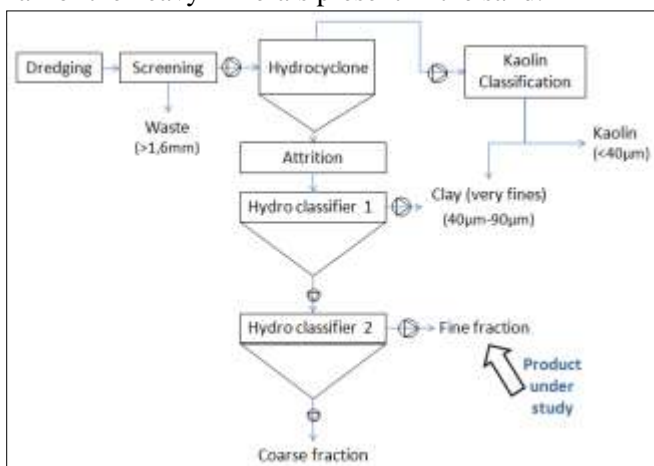 Dredging
Screening
Hydrocyclone
Kaolin
Classification
Waste
(>1,6mm)
Kaolin
(<40µm)
Attrition
Clay (very fines)
(40µm-90µm)
Hydro classifier 1
Hydro classifier 2
Fine fraction
Product
under
study
Coarse fraction